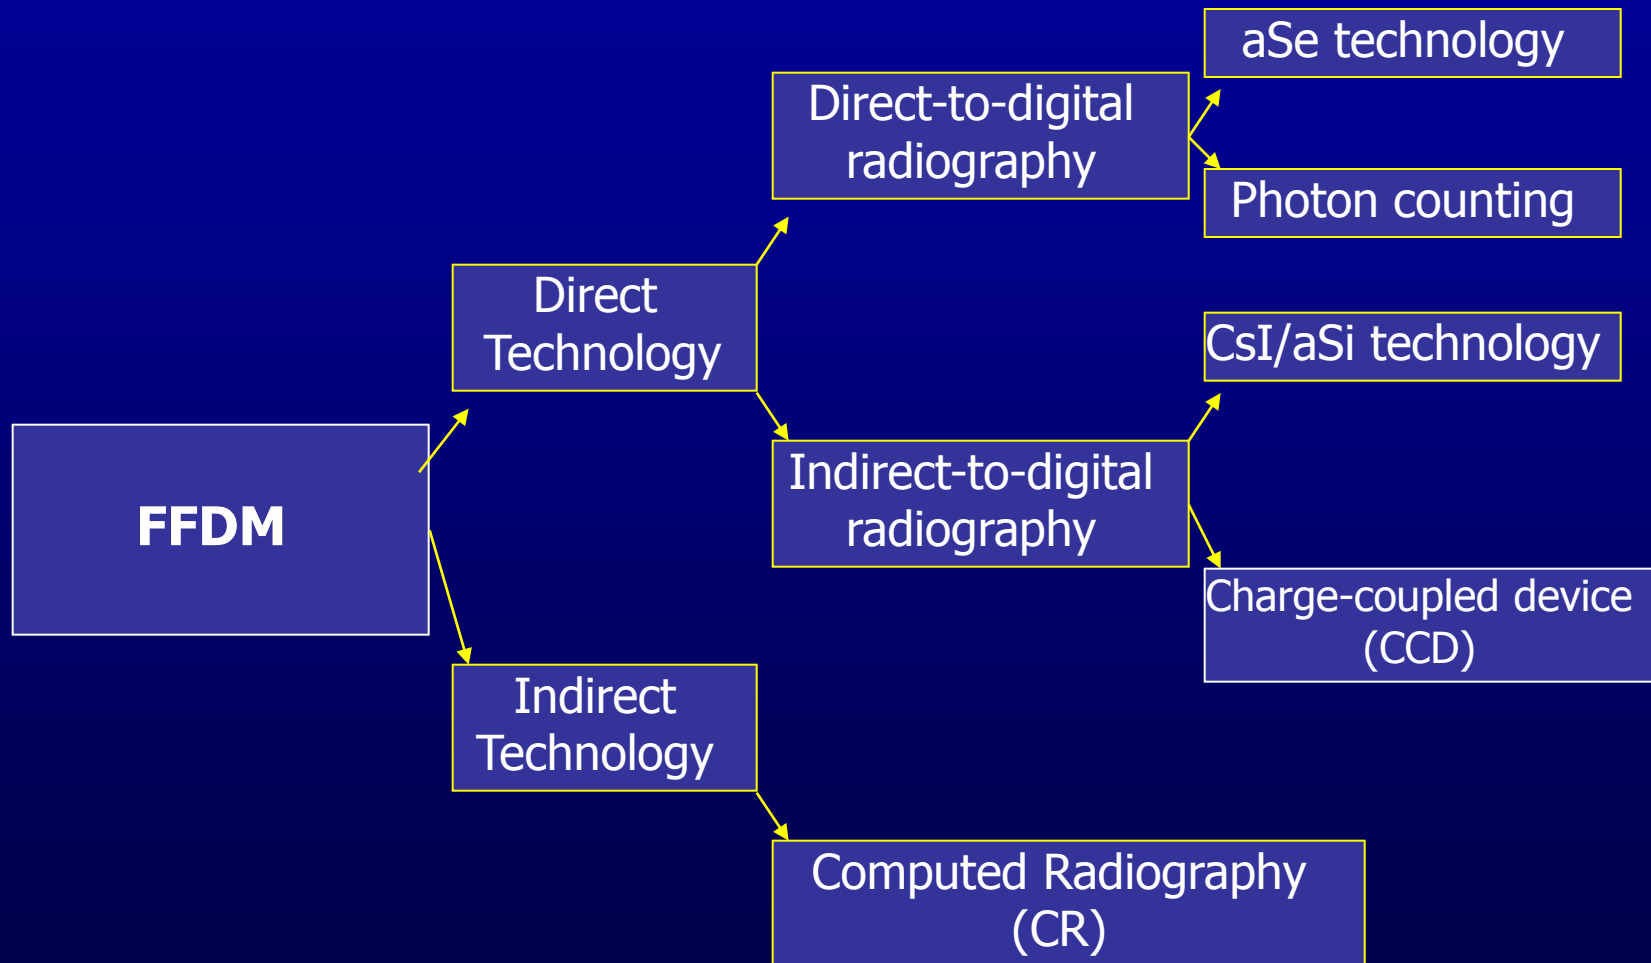 aSe technology
Direct-to-digital
radiography
Photon counting
Direct
Technology
CsI/aSi technology
Indirect-to-digital
radiography
FFDM
Charge-coupled device
(CCD)
Indirect
Technology
Computed Radiography
(CR)